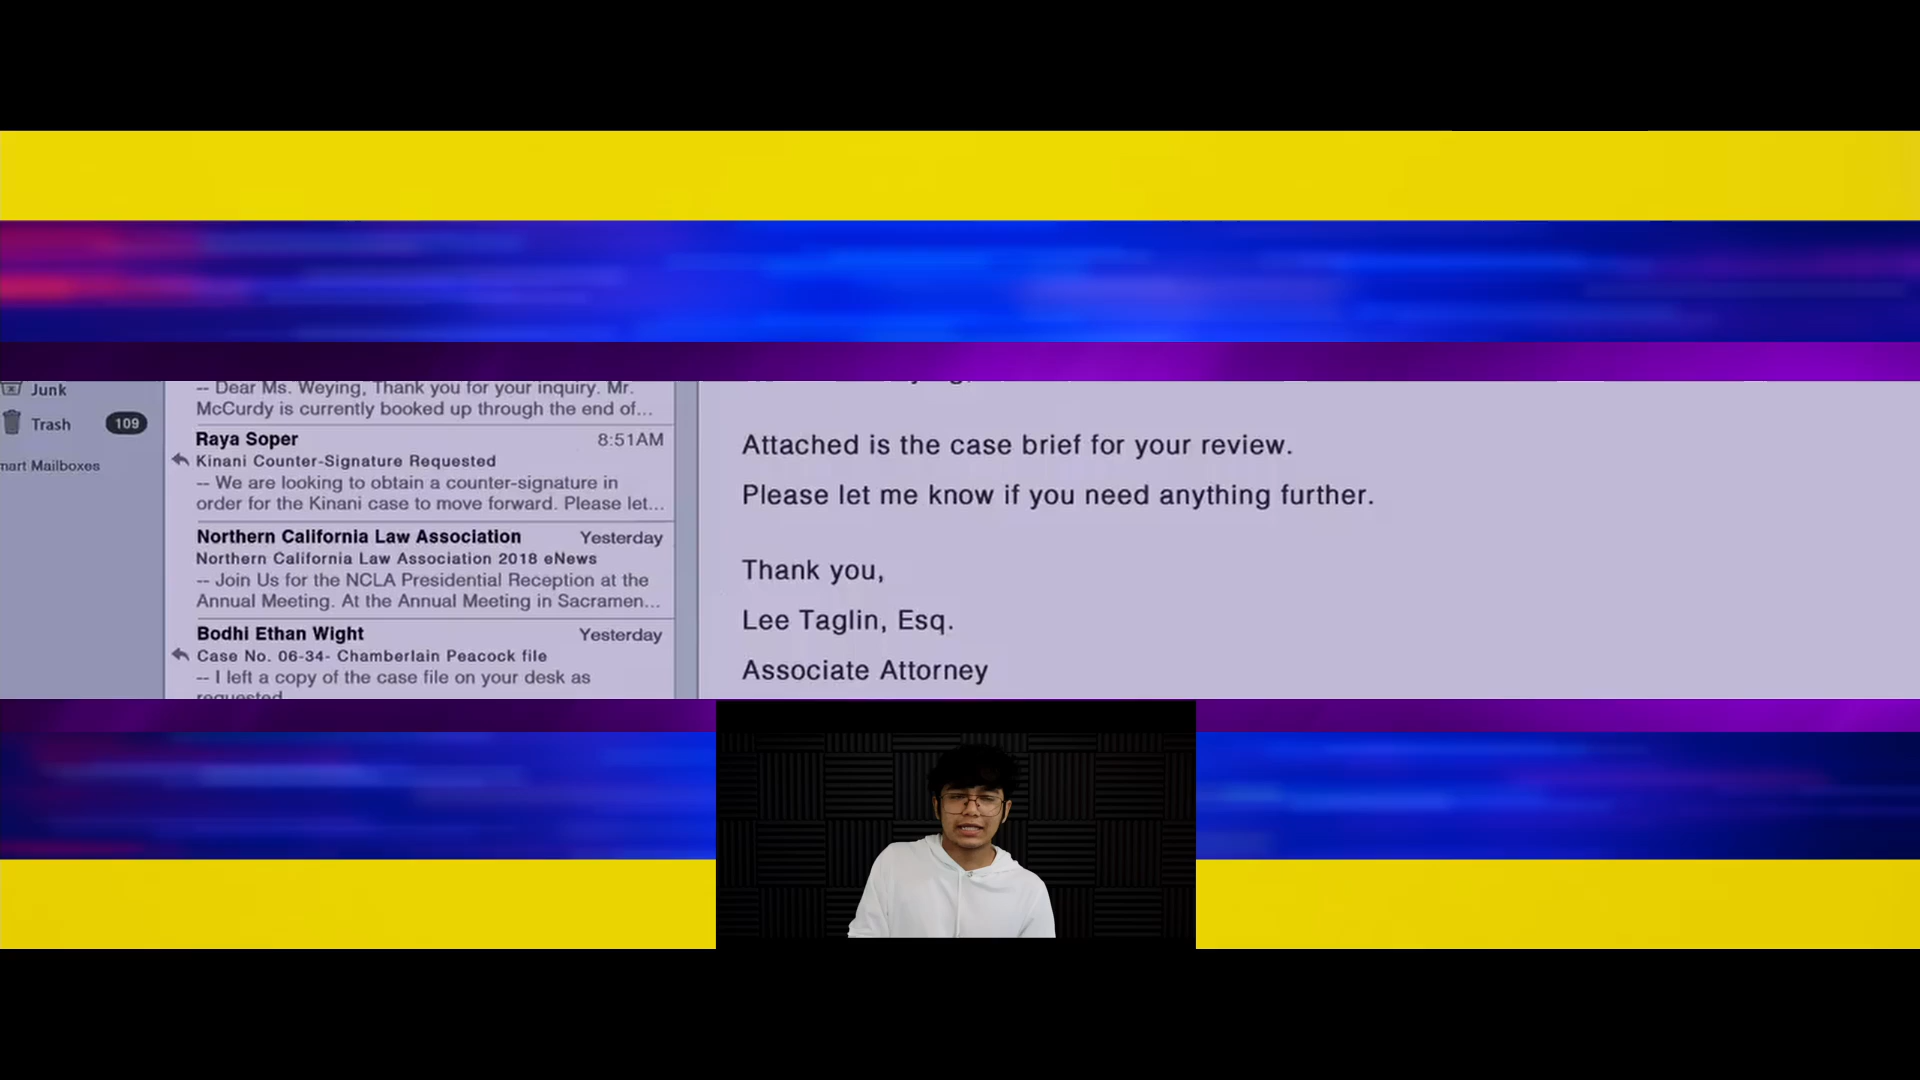 Junk
Trash 109
mart Mailboxes
-- Dear Ms. Weying, Thank you for your inquiry. Mr.
McCurdy is currently booked up through the end of...
Raya Soper 8:51AM
Kinani Counter-Signature Requested
-- We are looking to obtain a counter-signature in
order for the Kinani case to move forward. Please let...
Northern California Law Association Yesterday
Northern California Law Association 2018 eNews
-- Join Us for the NCLA Presidential Reception at the
Annual Meeting. At the Annual Meeting in Sacramen...
Bodhi Ethan Wight Yesterday
Case No. 06-34- Chamberlain Peacock file
-- I left a copy of the case file on your desk as
requested
Attached is the case brief for your review.
Please let me know if you need anything further.
Thank you,
Lee Taglin, Esq.
Associate Attorney